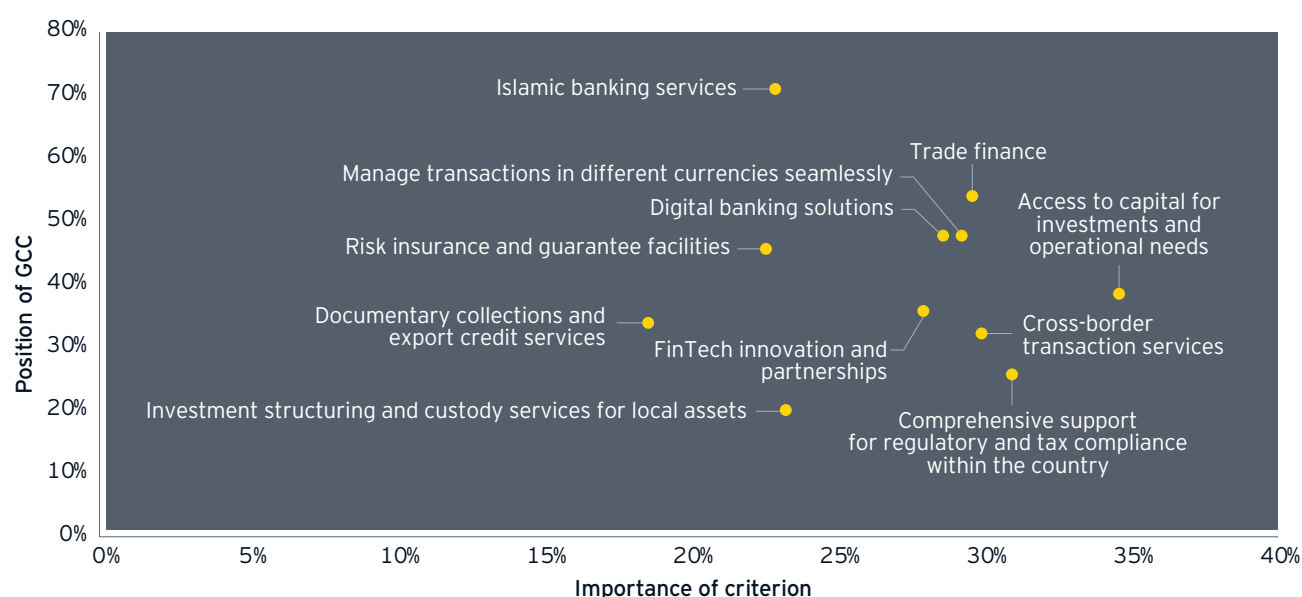 80%
70%
60%
50%
40%
30%
20%
10%
0%
Position of GCC
Islamic banking services
Trade finance
Manage transactions in different currencies seamlessly
Digital banking solutions
Access to capital for
investments and
operational needs
Risk insurance and guarantee facilities
Documentary collections and
export credit services
Cross-border
transaction services
FinTech innovation and
partnerships
Investment structuring and custody services for local assets
Comprehensive support
for regulatory and tax compliance
within the country
0%
5%
10%
15%
20%
25%
30%
35%
40%
Importance of criterion